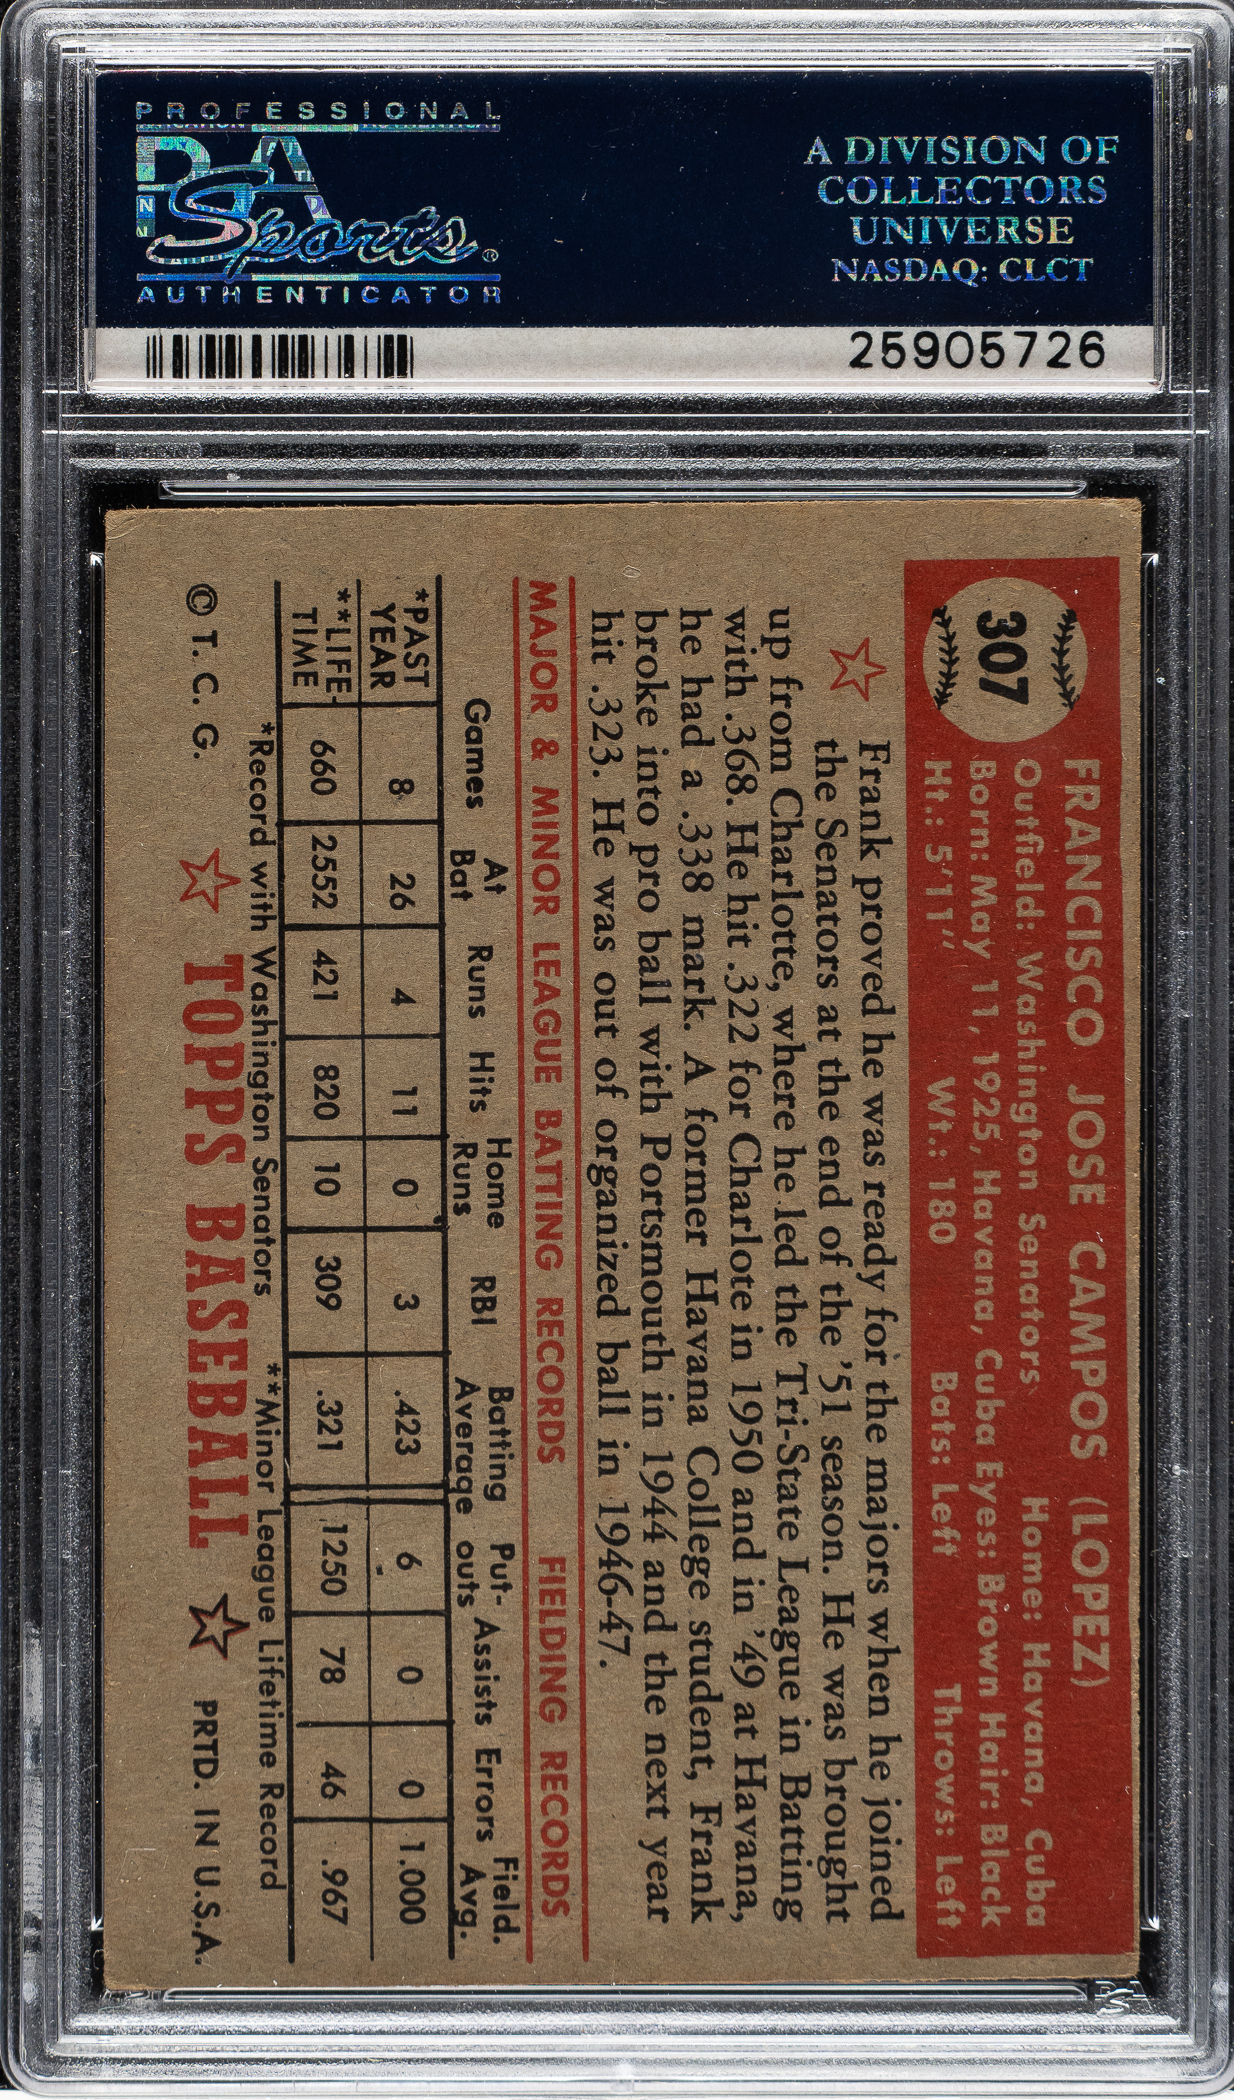 PROFESSIONAL
PSA
Sports®
AUTHENTICATOR
A DIVISION OF
COLLECTORS
UNIVERSE
NASDAQ: CLCT
25905726
307
FRANCISCO JOSE CAMPOS (LOPEZ)
Outfield: Washington Senators Home: Havana, Cuba
Born: May 11, 1925, Havana, Cuba Eyes: Brown Hair: Black
Ht.: 5'11" Wt.: 180 Bats: Left Throws: Left
Frank proved he was ready for the majors when he joined
the Senators at the end of the '51 season. He was brought
up from Charlotte, where he led the Tri-State League in Batting
with .368. He hit .322 for Charlotte in 1950 and in '49 at Havana,
he had a .338 mark. A former Havana College student, Frank
broke into pro ball with Portsmouth in 1944 and the next year
hit .323. He was out of organized ball in 1946-47.
MAJOR & MINOR LEAGUE BATTING RECORDS FIELDING RECORDS
Games At Bat Runs Hits Home Runs RBI Batting Average Put-outs Assists Errors Field. Avg.
*PAST YEAR 8 26 4 11 0 3 .423 6 0 0 1.000
**LIFE-TIME 660 2552 421 820 10 309 .321 1250 78 46 .967
*Record with Washington Senators **Minor League Lifetime Record
© T. C. G. TOPPS BASEBALL PRTD. IN U.S.A.